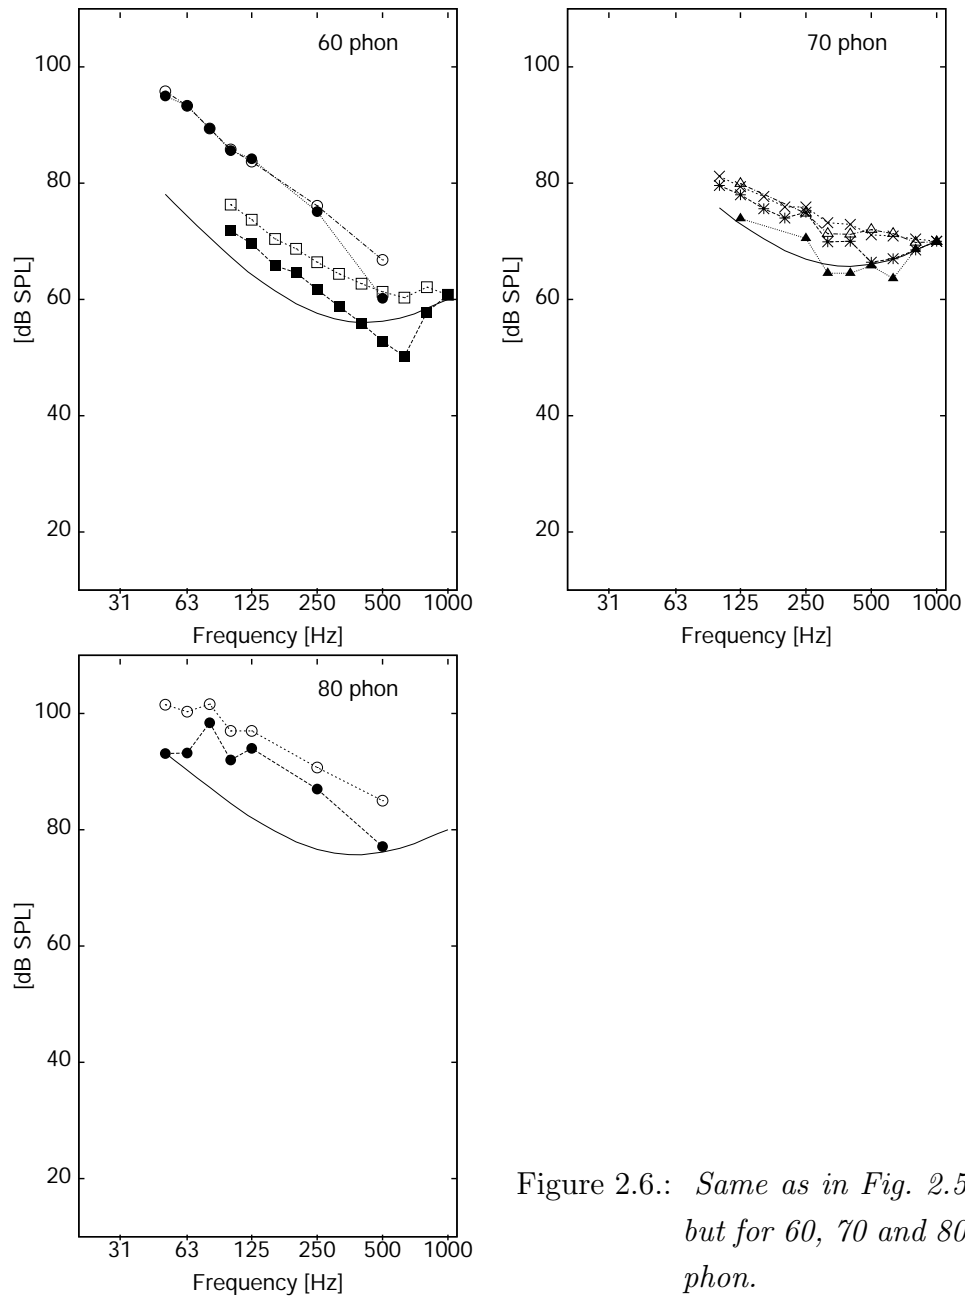 60 phon
100
80
60
40
20
[dB SPL]
31 63 125 250 500 1000
Frequency [Hz]
70 phon
100
80
60
40
20
[dB SPL]
31 63 125 250 500 1000
Frequency [Hz]
80 phon
100
80
60
40
20
[dB SPL]
31 63 125 250 500 1000
Frequency [Hz]
Figure 2.6.: Same as in Fig. 2.5
but for 60, 70 and 80
phon.